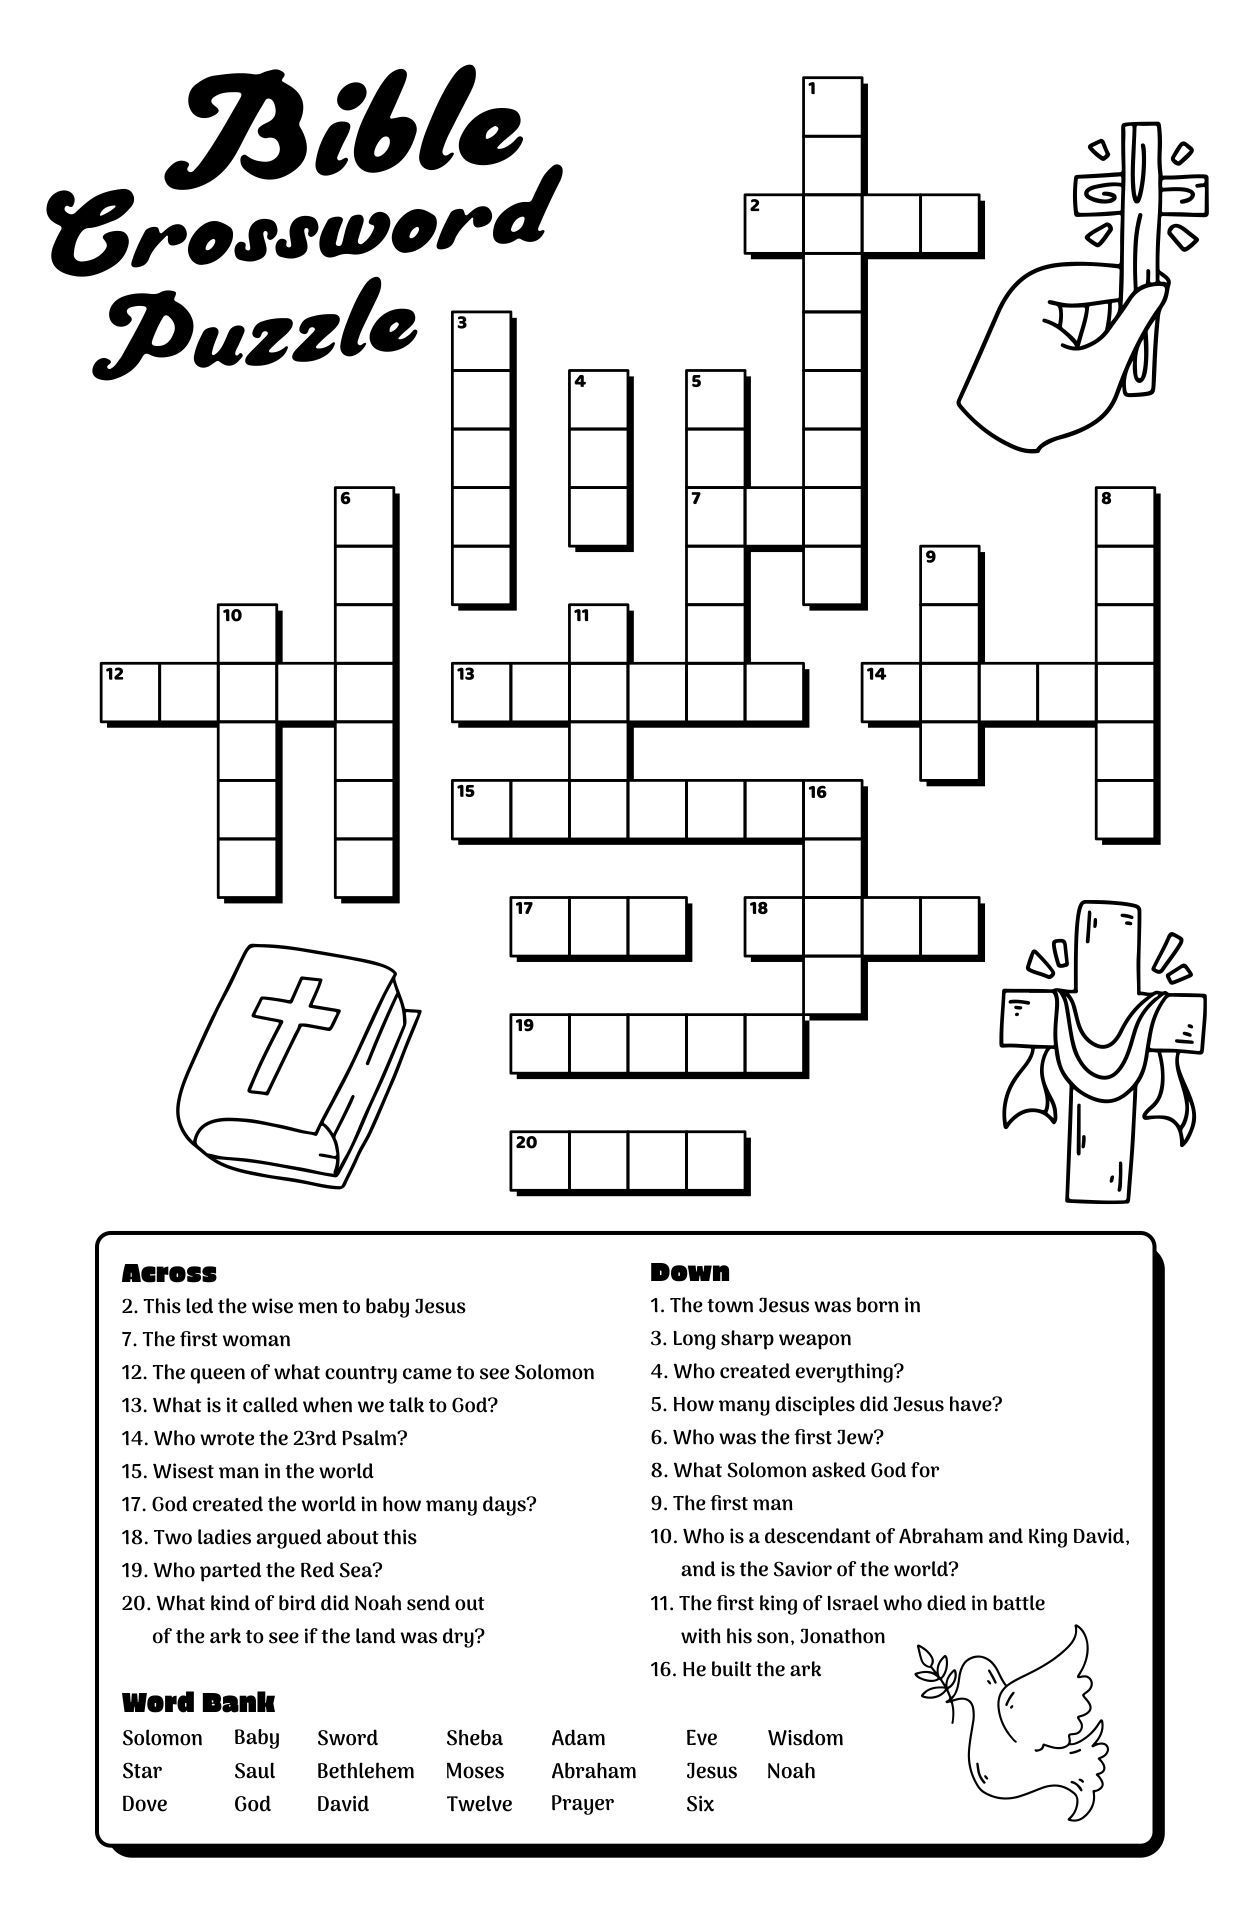 Bible
Crossword
Puzzle
1
2
3
4
5
6
7
8
9
10
11
12
13
14
15
16
17
18
19
20
Across
2. This led the wise men to baby Jesus
7. The first woman
12. The queen of what country came to see Solomon
13. What is it called when we talk to God?
14. Who wrote the 23rd Psalm?
15. Wisest man in the world
17. God created the world in how many days?
18. Two ladies argued about this
19. Who parted the Red Sea?
20. What kind of bird did Noah send out
of the ark to see if the land was dry?
Down
1. The town Jesus was born in
3. Long sharp weapon
4. Who created everything?
5. How many disciples did Jesus have?
6. Who was the first Jew?
8. What Solomon asked God for
9. The first man
10. Who is a descendant of Abraham and King David,
and is the Savior of the world?
11. The first king of Israel who died in battle
with his son, Jonathon
16. He built the ark
Word Bank
Solomon Baby Sword Sheba Adam Eve Wisdom
Star Saul Bethlehem Moses Abraham Jesus Noah
Dove God David Twelve Prayer Six